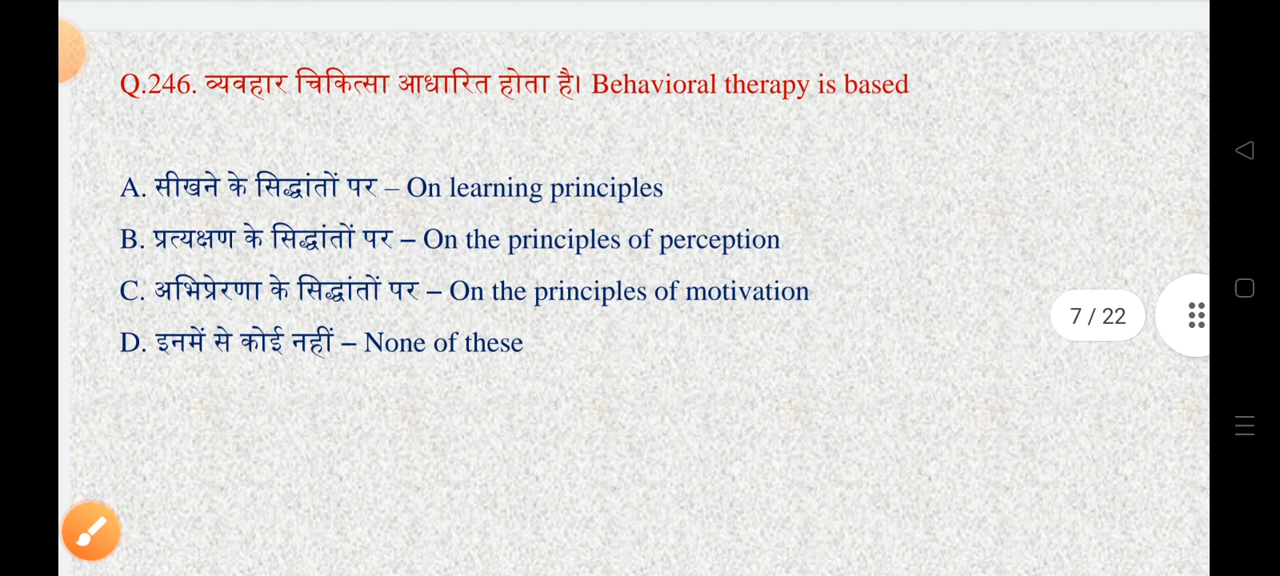 Q.246. व्यवहार चिकित्सा आधारित होता है। Behavioral therapy is based
A. सीखने के सिद्धांतों पर – On learning principles
B. प्रत्यक्षण के सिद्धांतों पर – On the principles of perception
C. अभिप्रेरणा के सिद्धांतों पर – On the principles of motivation
7 / 22
D. इनमें से कोई नहीं – None of these